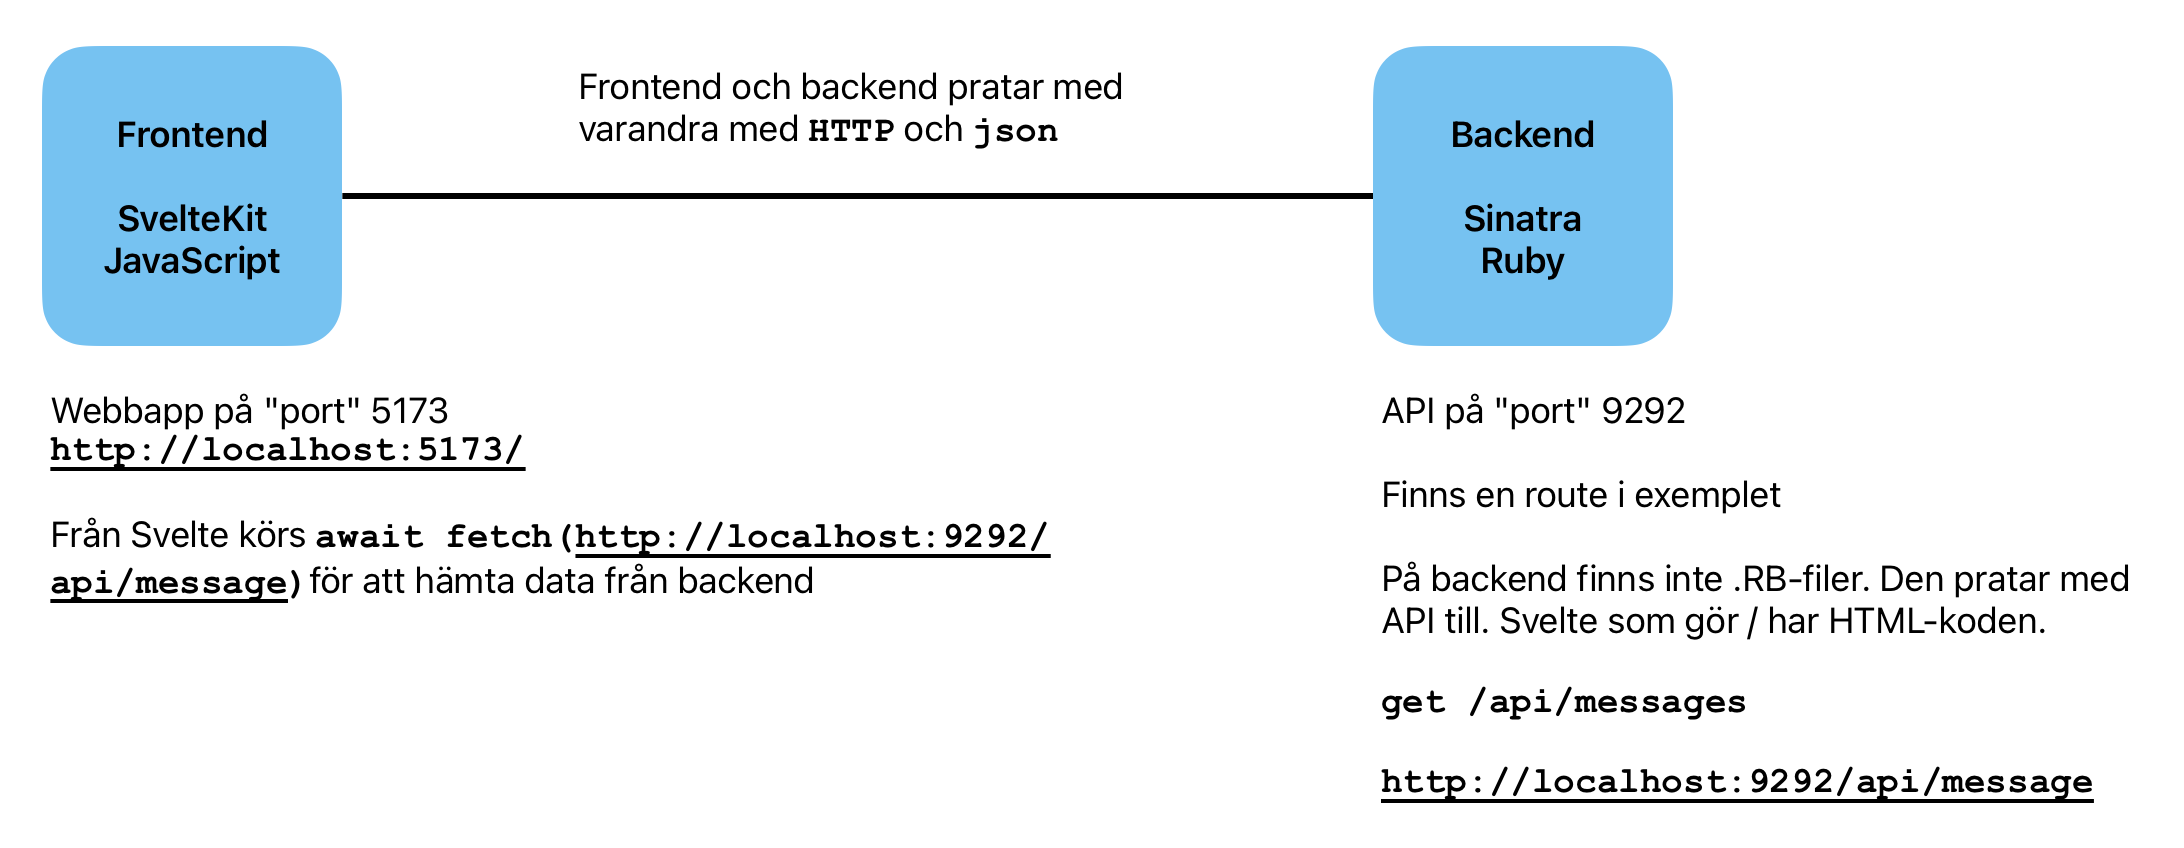 Frontend
SvelteKit
JavaScript
Frontend och backend pratar med
varandra med HTTP och json
Backend
Sinatra
Ruby
Webbapp på "port" 5173
http://localhost:5173/
Från Svelte körs await fetch(http://localhost:9292/
api/message) för att hämta data från backend
API på "port" 9292
Finns en route i exemplet
På backend finns inte .RB-filer. Den pratar med
API till. Svelte som gör / har HTML-koden.
get /api/messages
http://localhost:9292/api/message